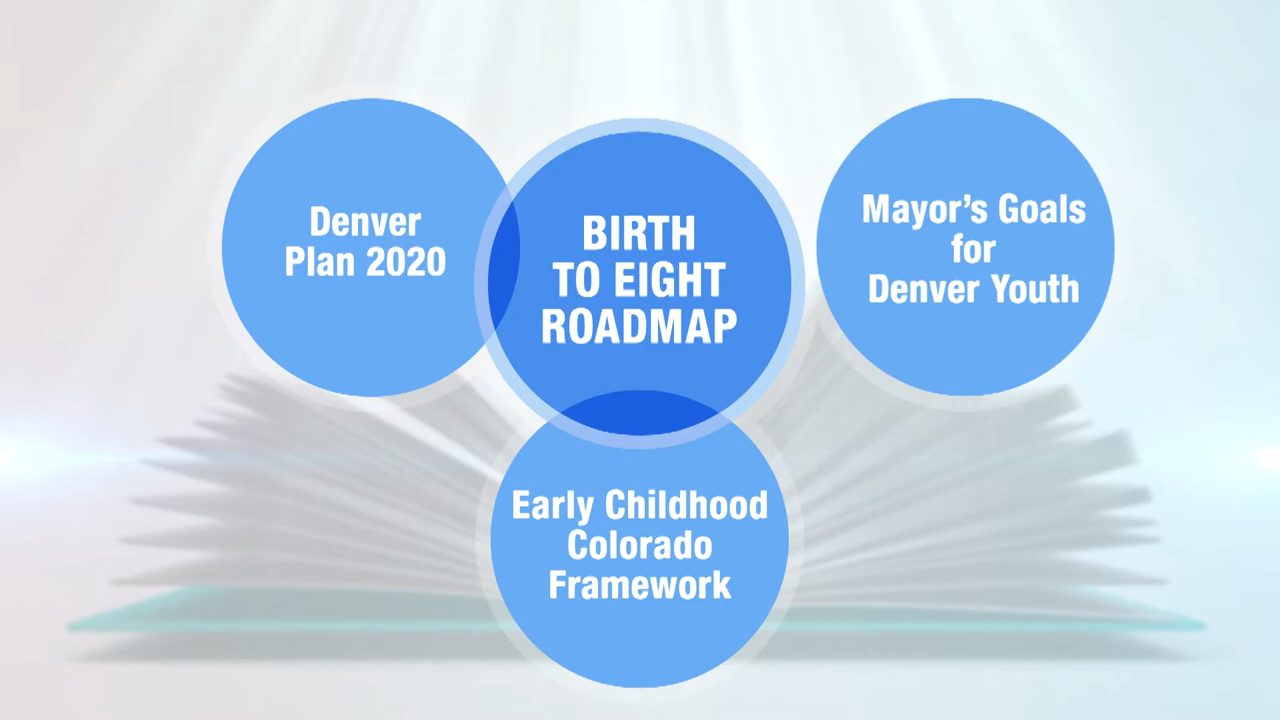 Denver
Plan 2020
BIRTH
TO EIGHT
ROADMAP
Mayor’s Goals
for
Denver Youth
Early Childhood
Colorado
Framework